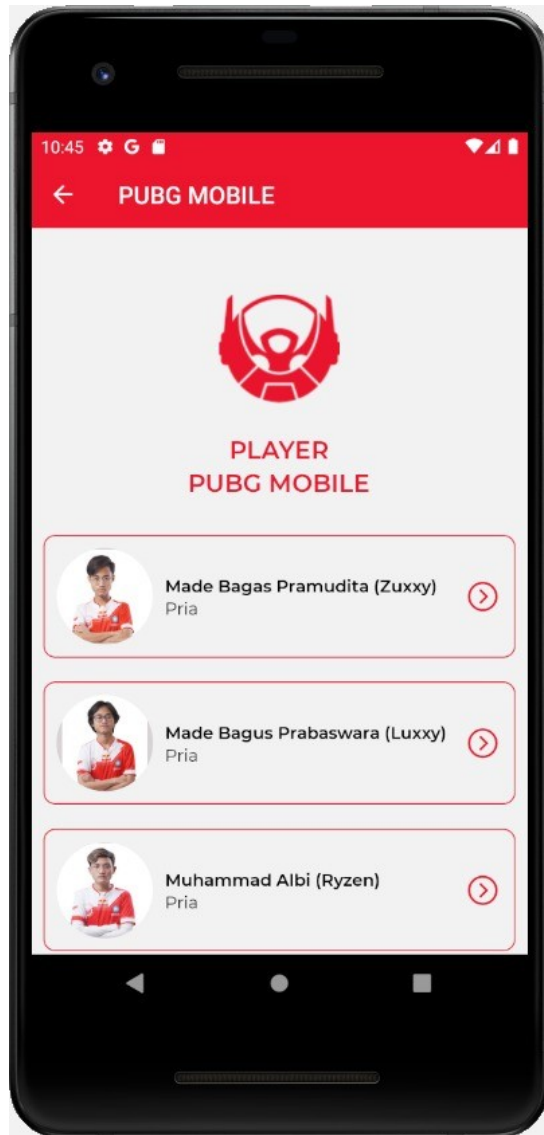 10:45
PUBG MOBILE
PLAYER
PUBG MOBILE
Made Bagas Pramudita (Zuxxy)
Pria
Made Bagus Prabaswara (Luxxy)
Pria
Muhammad Albi (Ryzen)
Pria